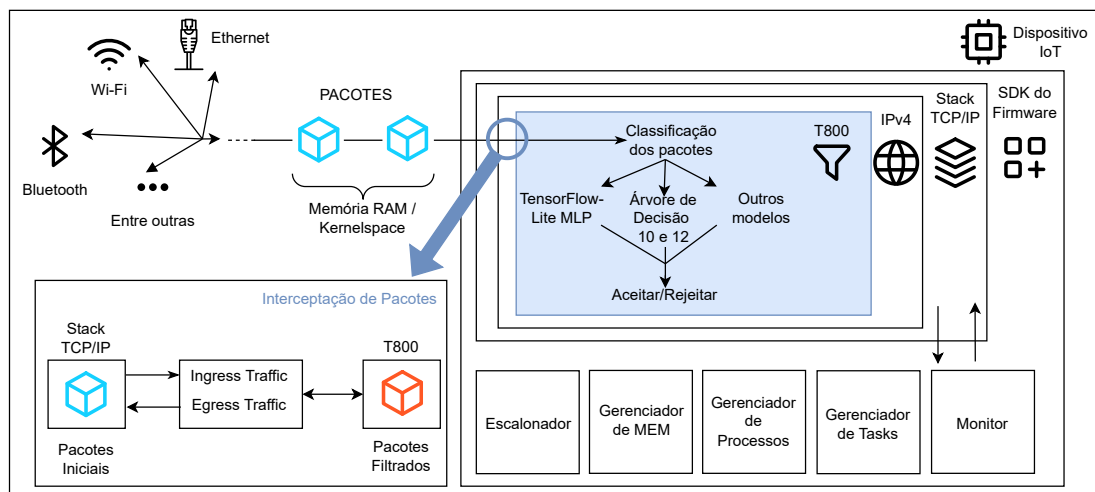 Ethernet
Wi-Fi
Bluetooth
Entre outras
PACOTES
Memória RAM /
Kernelspace
Dispositivo
IoT
Classificação
dos pacotes
T800
IPv4
Stack
TCP/IP
SDK do
Firmware
TensorFlow-
Lite MLP
Árvore de
Decisão
10 e 12
Outros
modelos
Aceitar/Rejeitar
Interceptação de Pacotes
Stack
TCP/IP
Ingress Traffic
Egress Traffic
T800
Pacotes
Iniciais
Pacotes
Filtrados
Escalonador
Gerenciador
de MEM
Gerenciador
de
Processos
Gerenciador
de Tasks
Monitor